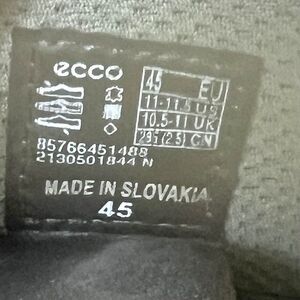 ecco
45 EU
11-11.5 US
10.5-11 UK
295 (2.5) CN
85766451488
2130501844 N
MADE IN SLOVAKIA
45